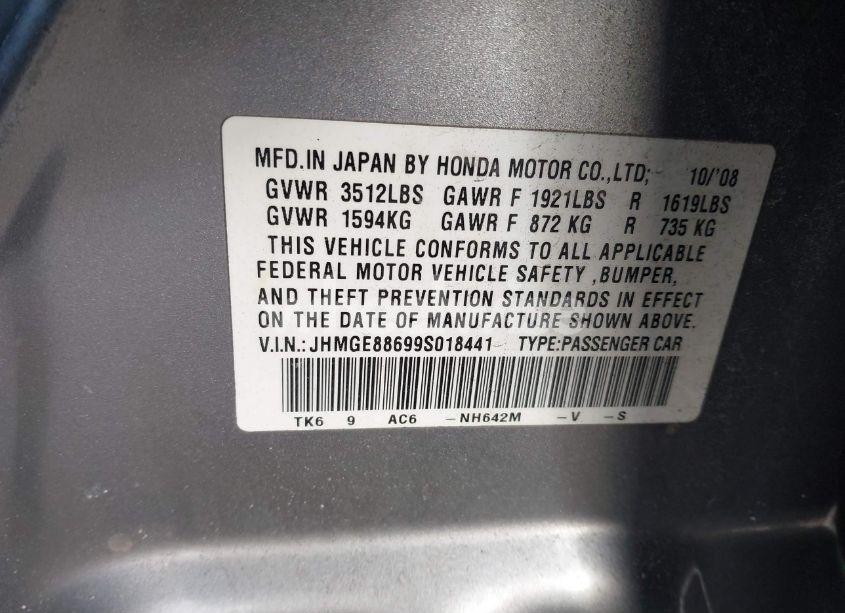 MFD.IN JAPAN BY HONDA MOTOR CO.,LTD; 10/'08
GVWR 3512LBS GAWR F 1921LBS R 1619LBS
GVWR 1594KG GAWR F 872 KG R 735 KG
THIS VEHICLE CONFORMS TO ALL APPLICABLE
FEDERAL MOTOR VEHICLE SAFETY ,BUMPER,
AND THEFT PREVENTION STANDARDS IN EFFECT
ON THE DATE OF MANUFACTURE SHOWN ABOVE.
V.I.N.: JHMGE88699S018441 TYPE:PASSENGER CAR
TK6 9 AC6 -NH642M -V -S